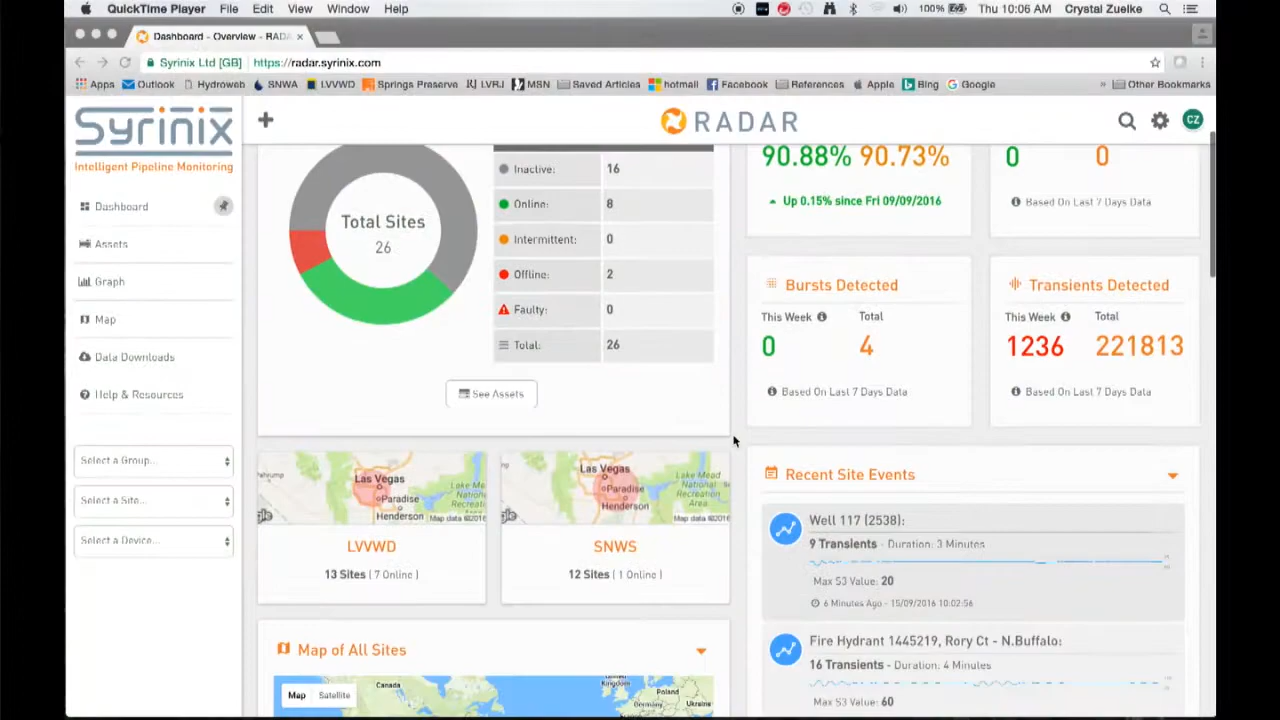 QuickTime Player File Edit View Window Help 100% Thu 10:06 AM Crystal Zuelke
Dashboard - Overview - RADA
Syrinix Ltd [GB] https://radar.syrinix.com
Apps Outlook Hydroweb SNWA LVVWD Springs Preserve LVRJ MSN Saved Articles hotmail Facebook References Apple Bing Google » Other Bookmarks
Syrinix
Intelligent Pipeline Monitoring
RADAR
CZ
Dashboard
Assets
Graph
Map
Data Downloads
Help & Resources
Select a Group...
Select a Site...
Select a Device...
Total Sites
26
Inactive: 16
Online: 8
Intermittent: 0
Offline: 2
Faulty: 0
Total: 26
See Assets
90.88% 90.73%
Up 0.15% since Fri 09/09/2016
0 0
Based On Last 7 Days Data
Bursts Detected
This Week Total
0 4
Based On Last 7 Days Data
Transients Detected
This Week Total
1236 221813
Based On Last 7 Days Data
Las Vegas
Paradise
Henderson
Lake Mead
Map data ©2016
LVVWD
13 Sites [ 7 Online ]
Las Vegas
Paradise
Henderson
Lake Mead
National
Recreation
Area
Map data ©2016
SNWS
12 Sites [ 1 Online ]
Map of All Sites
Map Satellite
Canada
United
Kingdom
Poland
Germany
Ukraine
Recent Site Events
Well 117 (2538):
9 Transients - Duration: 3 Minutes
Max S3 Value: 20
6 Minutes Ago - 15/09/2016 10:02:56
Fire Hydrant 1445219, Rory Ct - N.Buffalo:
16 Transients - Duration: 4 Minutes
Max S3 Value: 60